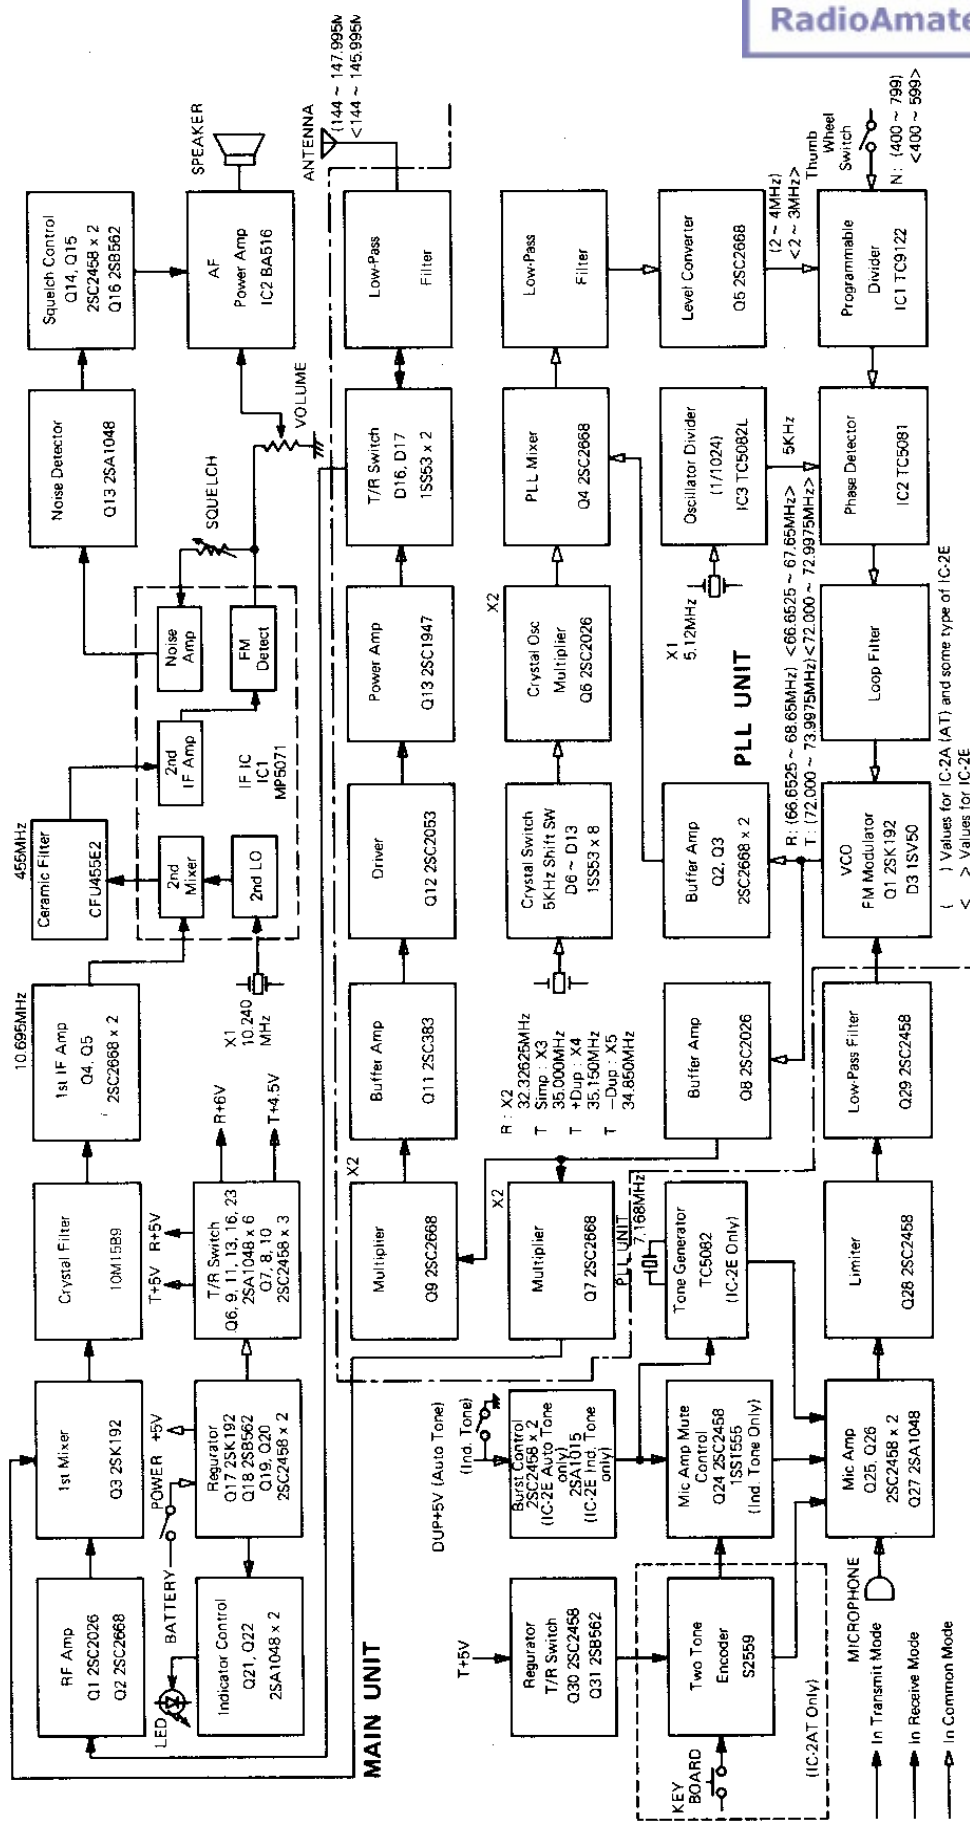 RadioAmate
RF Amp
Q1 2SC2026
Q2 2SC2668
1st Mixer
Q3 2SK192
Crystal Filter
10M15B9
10.695MHz
1st IF Amp
Q4, Q5
2SC2668 x 2
455MHz
Ceramic Filter
CFU455E2
2nd
Mixer
2nd LO
2nd
IF Amp
IF IC
IC1
MP5071
Noise
Amp
FM
Detect
X1
10.240
MHz
Noise Detector
Q13 2SA1048
Squelch Control
Q14, Q15
2SC2458 x 2
Q16 2SB562
SQUELCH
VOLUME
AF
Power Amp
IC2 BA516
SPEAKER
LED
BATTERY
POWER
+5V
Indicator Control
Q21, Q22
2SA1048 x 2
Regurator
Q17 2SK192
Q18 2SB562
Q19, Q20
2SC2458 x 2
T+5V
R+5V
T/R Switch
Q6, 9, 11, 13, 16, 23
2SA1048 x 6
Q7, 8, 10
2SC2458 x 3
R+6V
T+4.5V
MAIN UNIT
X2
Multiplier
Q9 2SC2668
Buffer Amp
Q11 2SC383
Driver
Q12 2SC2053
Power Amp
Q13 2SC1947
T/R Switch
D16, D17
1SS53 x 2
Low-Pass
Filter
ANTENNA
(144 ~ 147.995M
<144 ~ 145.995M
DUP+5V (Auto Tone)
(Ind. Tone)
X2
Multiplier
Q7 2SC2668
R : X2
32.32625MHz
T Simp : X3
35.000MHz
T +Dup : X4
35.150MHz
T −Dup : X5
34.850MHz
Crystal Switch
5KHz Shift SW
D6 ~ D13
1SS53 x 8
X2
Crystal Osc
Multiplier
Q6 2SC2026
PLL Mixer
Q4 2SC2668
Low-Pass
Filter
T+5V
Regurator
T/R Switch
Q30 2SC2458
Q31 2SB562
Burst Control
2SC2458 x 2
(IC-2E Auto Tone
only)
2SA1015
(IC-2E Ind. Tone
only)
PLL UNIT
7.168MHz
Tone Generator
TC5082
(IC-2E Only)
Buffer Amp
Q8 2SC2026
Buffer Amp
Q2, Q3
2SC2668 x 2
X1
5.12MHz
PLL UNIT
Oscillator Divider
(1/1024)
IC3 TC5082L
5KHz
Level Converter
Q5 2SC2668
(2 ~ 4MHz)
<2 ~ 3MHz>
KEY
BOARD
Two Tone
Encoder
S2559
(IC-2AT Only)
Mic Amp Mute
Control
Q24 2SC2458
1SS1555
(Ind. Tone Only)
R: (66.6525 ~ 68.65MHz) <66.6525 ~ 67.65MHz>
T : (72.000 ~ 73.9975MHz)<72.000 ~ 72.9975MHz>
Thumb
Wheel
Switch
N: (400 ~ 799)
<400 ~ 599>
MICROPHONE
Mic Amp
Q25, Q26
2SC2458 x 2
Q27 2SA1048
Limiter
Q28 2SC2458
Low-Pass Filter
Q29 2SC2458
VCO
FM Modulator
Q1 2SK192
D3 1SV50
Loop Filter
Phase Detector
IC2 TC5081
Programmable
Divider
IC1 TC9122
In Transmit Mode
In Receive Mode
In Common Mode
( ) Values for IC-2A (AT) and some type of IC-2E
< > Values for IC-2E